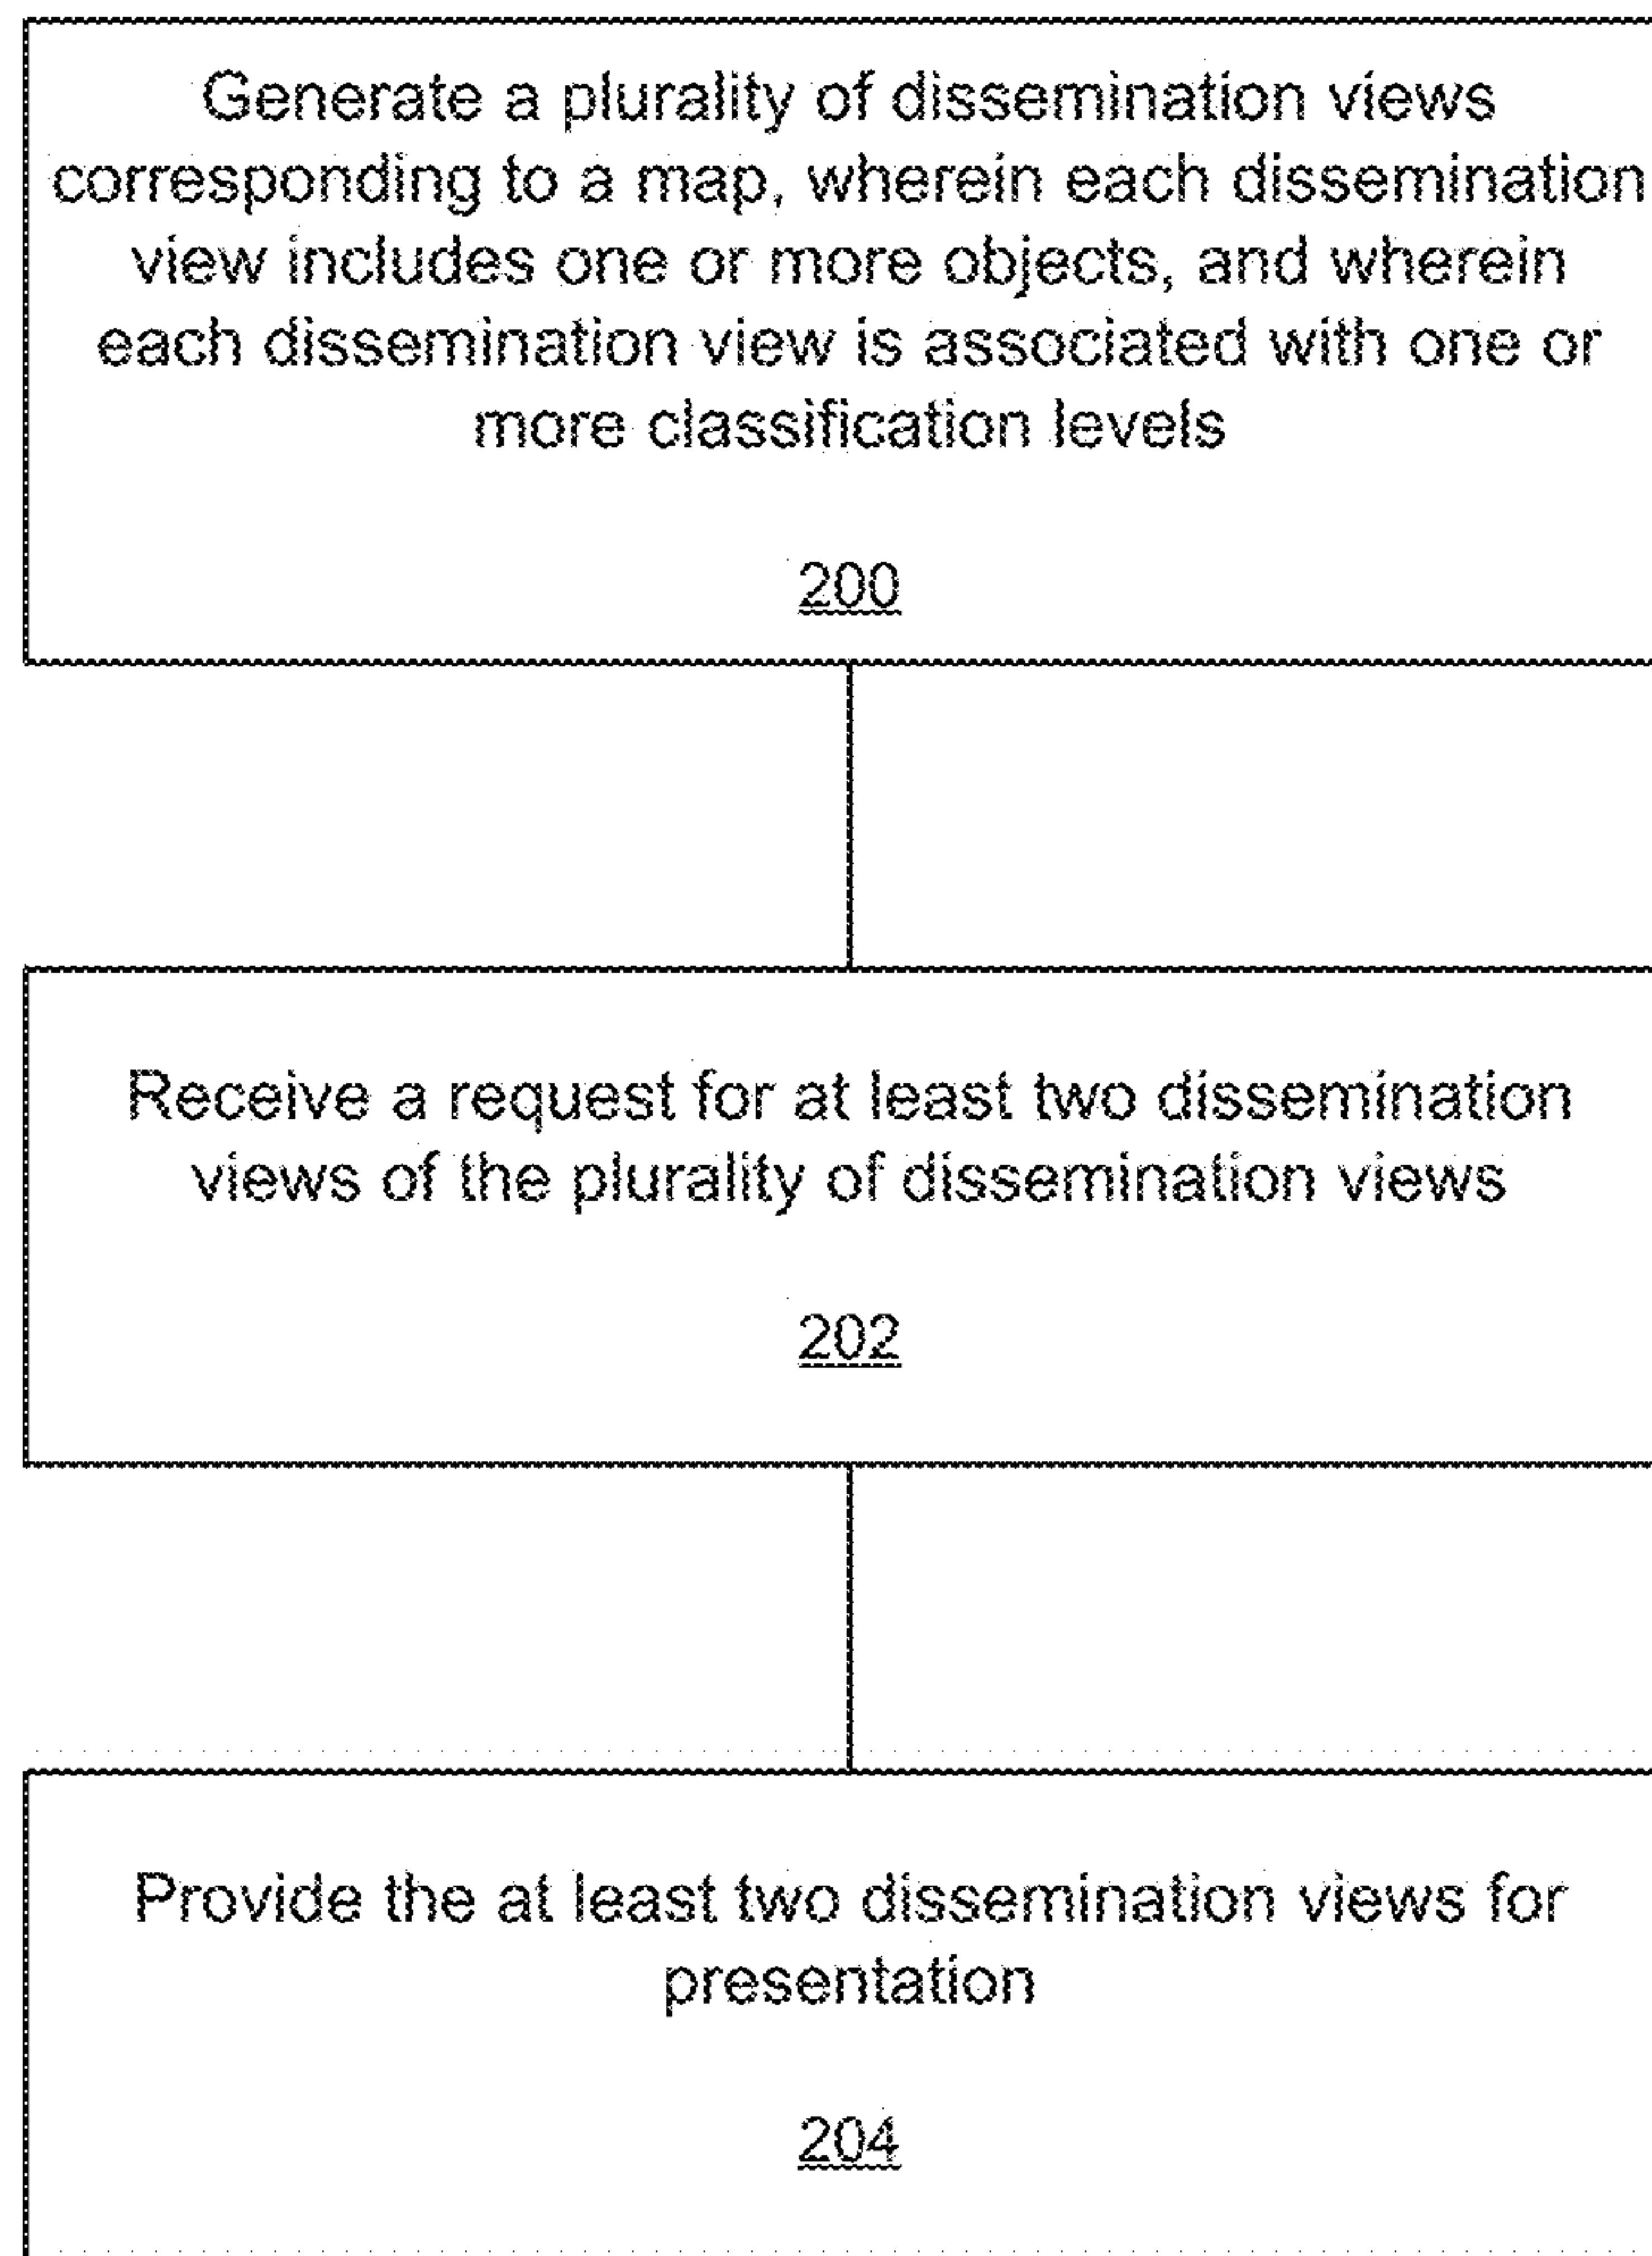 Generate a plurality of dissemination views
corresponding to a map, wherein each dissemination
view includes one or more objects, and wherein
each dissemination view is associated with one or
more classification levels
200
Receive a request for at least two dissemination
views of the plurality of dissemination views
202
Provide the at least two dissemination views for
presentation
204